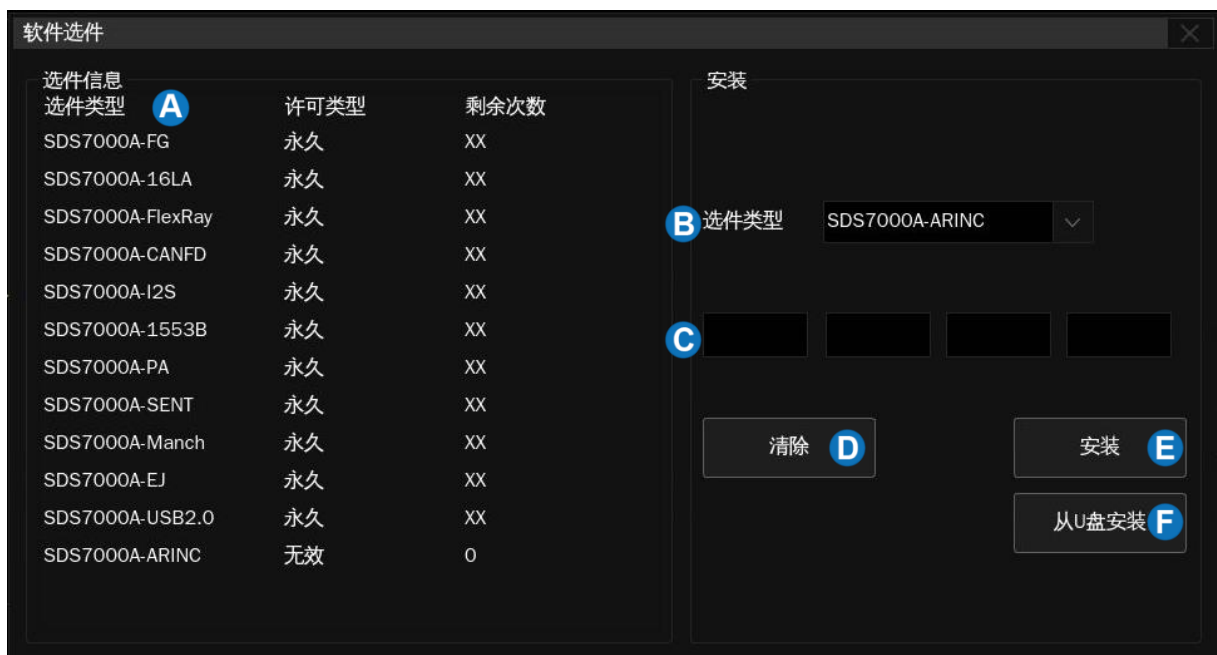 软件选件
选件信息
选件类型 A 许可类型 剩余次数
SDS7000A-FG 永久 XX
SDS7000A-16LA 永久 XX
SDS7000A-FlexRay 永久 XX
SDS7000A-CANFD 永久 XX
SDS7000A-I2S 永久 XX
SDS7000A-1553B 永久 XX
SDS7000A-PA 永久 XX
SDS7000A-SENT 永久 XX
SDS7000A-Manch 永久 XX
SDS7000A-EJ 永久 XX
SDS7000A-USB2.0 永久 XX
SDS7000A-ARINC 无效 0
安装
B 选件类型 SDS7000A-ARINC
C
清除 D
安装 E
从U盘安装 F